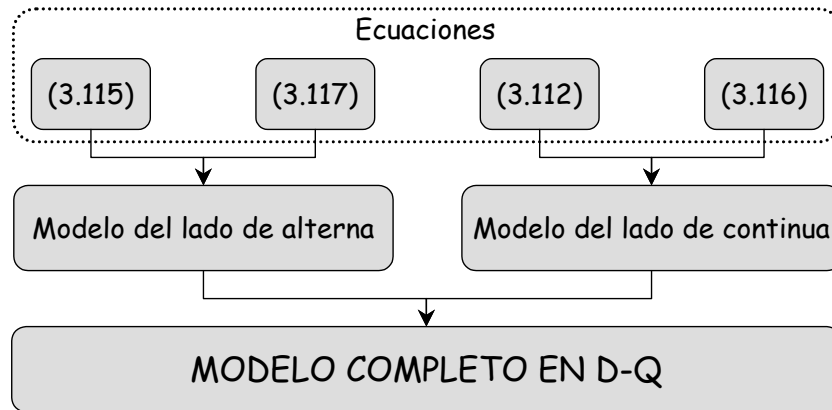 Ecuaciones
(3.115) (3.117) (3.112) (3.116)
Modelo del lado de alterna Modelo del lado de continua
MODELO COMPLETO EN D-Q